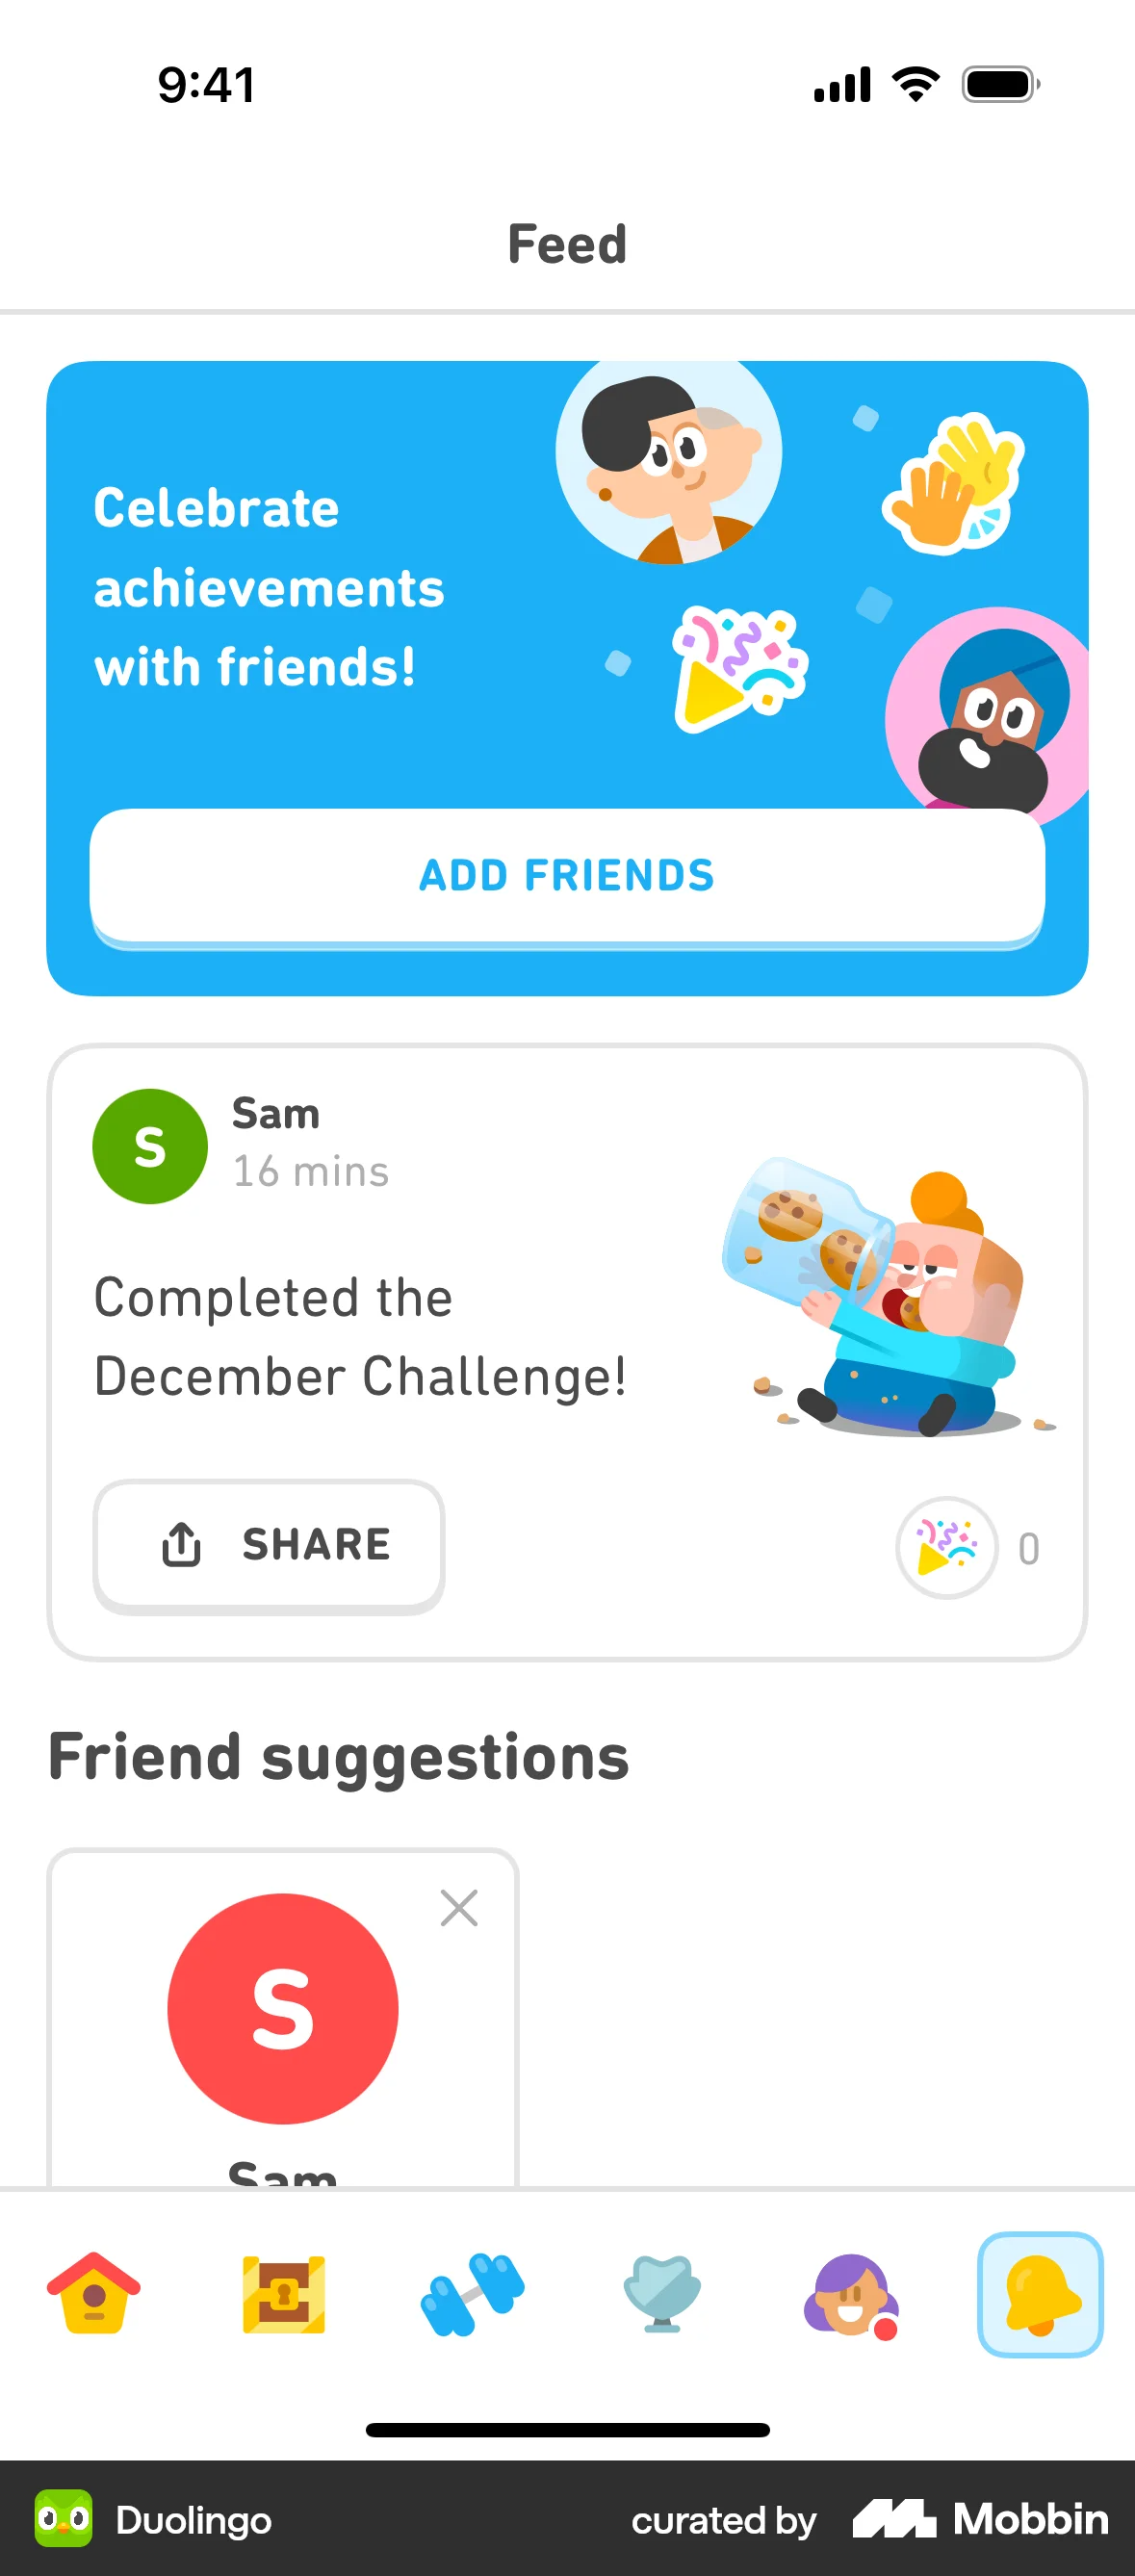 9:41
Feed
Celebrate
achievements
with friends!
ADD FRIENDS
S
Sam
16 mins
Completed the
December Challenge!
SHARE
0
Friend suggestions
S
Sam
Duolingo
curated by
Mobbin